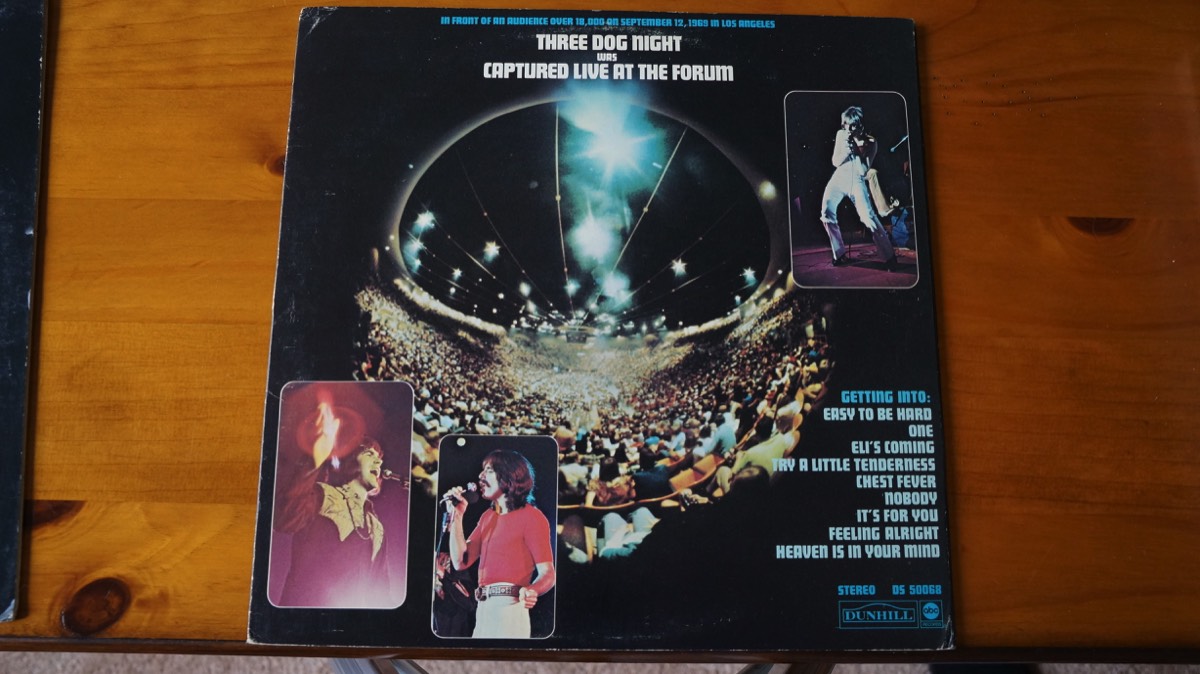 IN FRONT OF AN AUDIENCE OVER 18,000 ON SEPTEMBER 12, 1969 IN LOS ANGELES
THREE DOG NIGHT
WAS
CAPTURED LIVE AT THE FORUM
GETTING INTO:
EASY TO BE HARD
ONE
ELI'S COMING
TRY A LITTLE TENDERNESS
CHEST FEVER
NOBODY
IT'S FOR YOU
FEELING ALRIGHT
HEAVEN IS IN YOUR MIND
STEREO DS 50068
DUNHILL abc